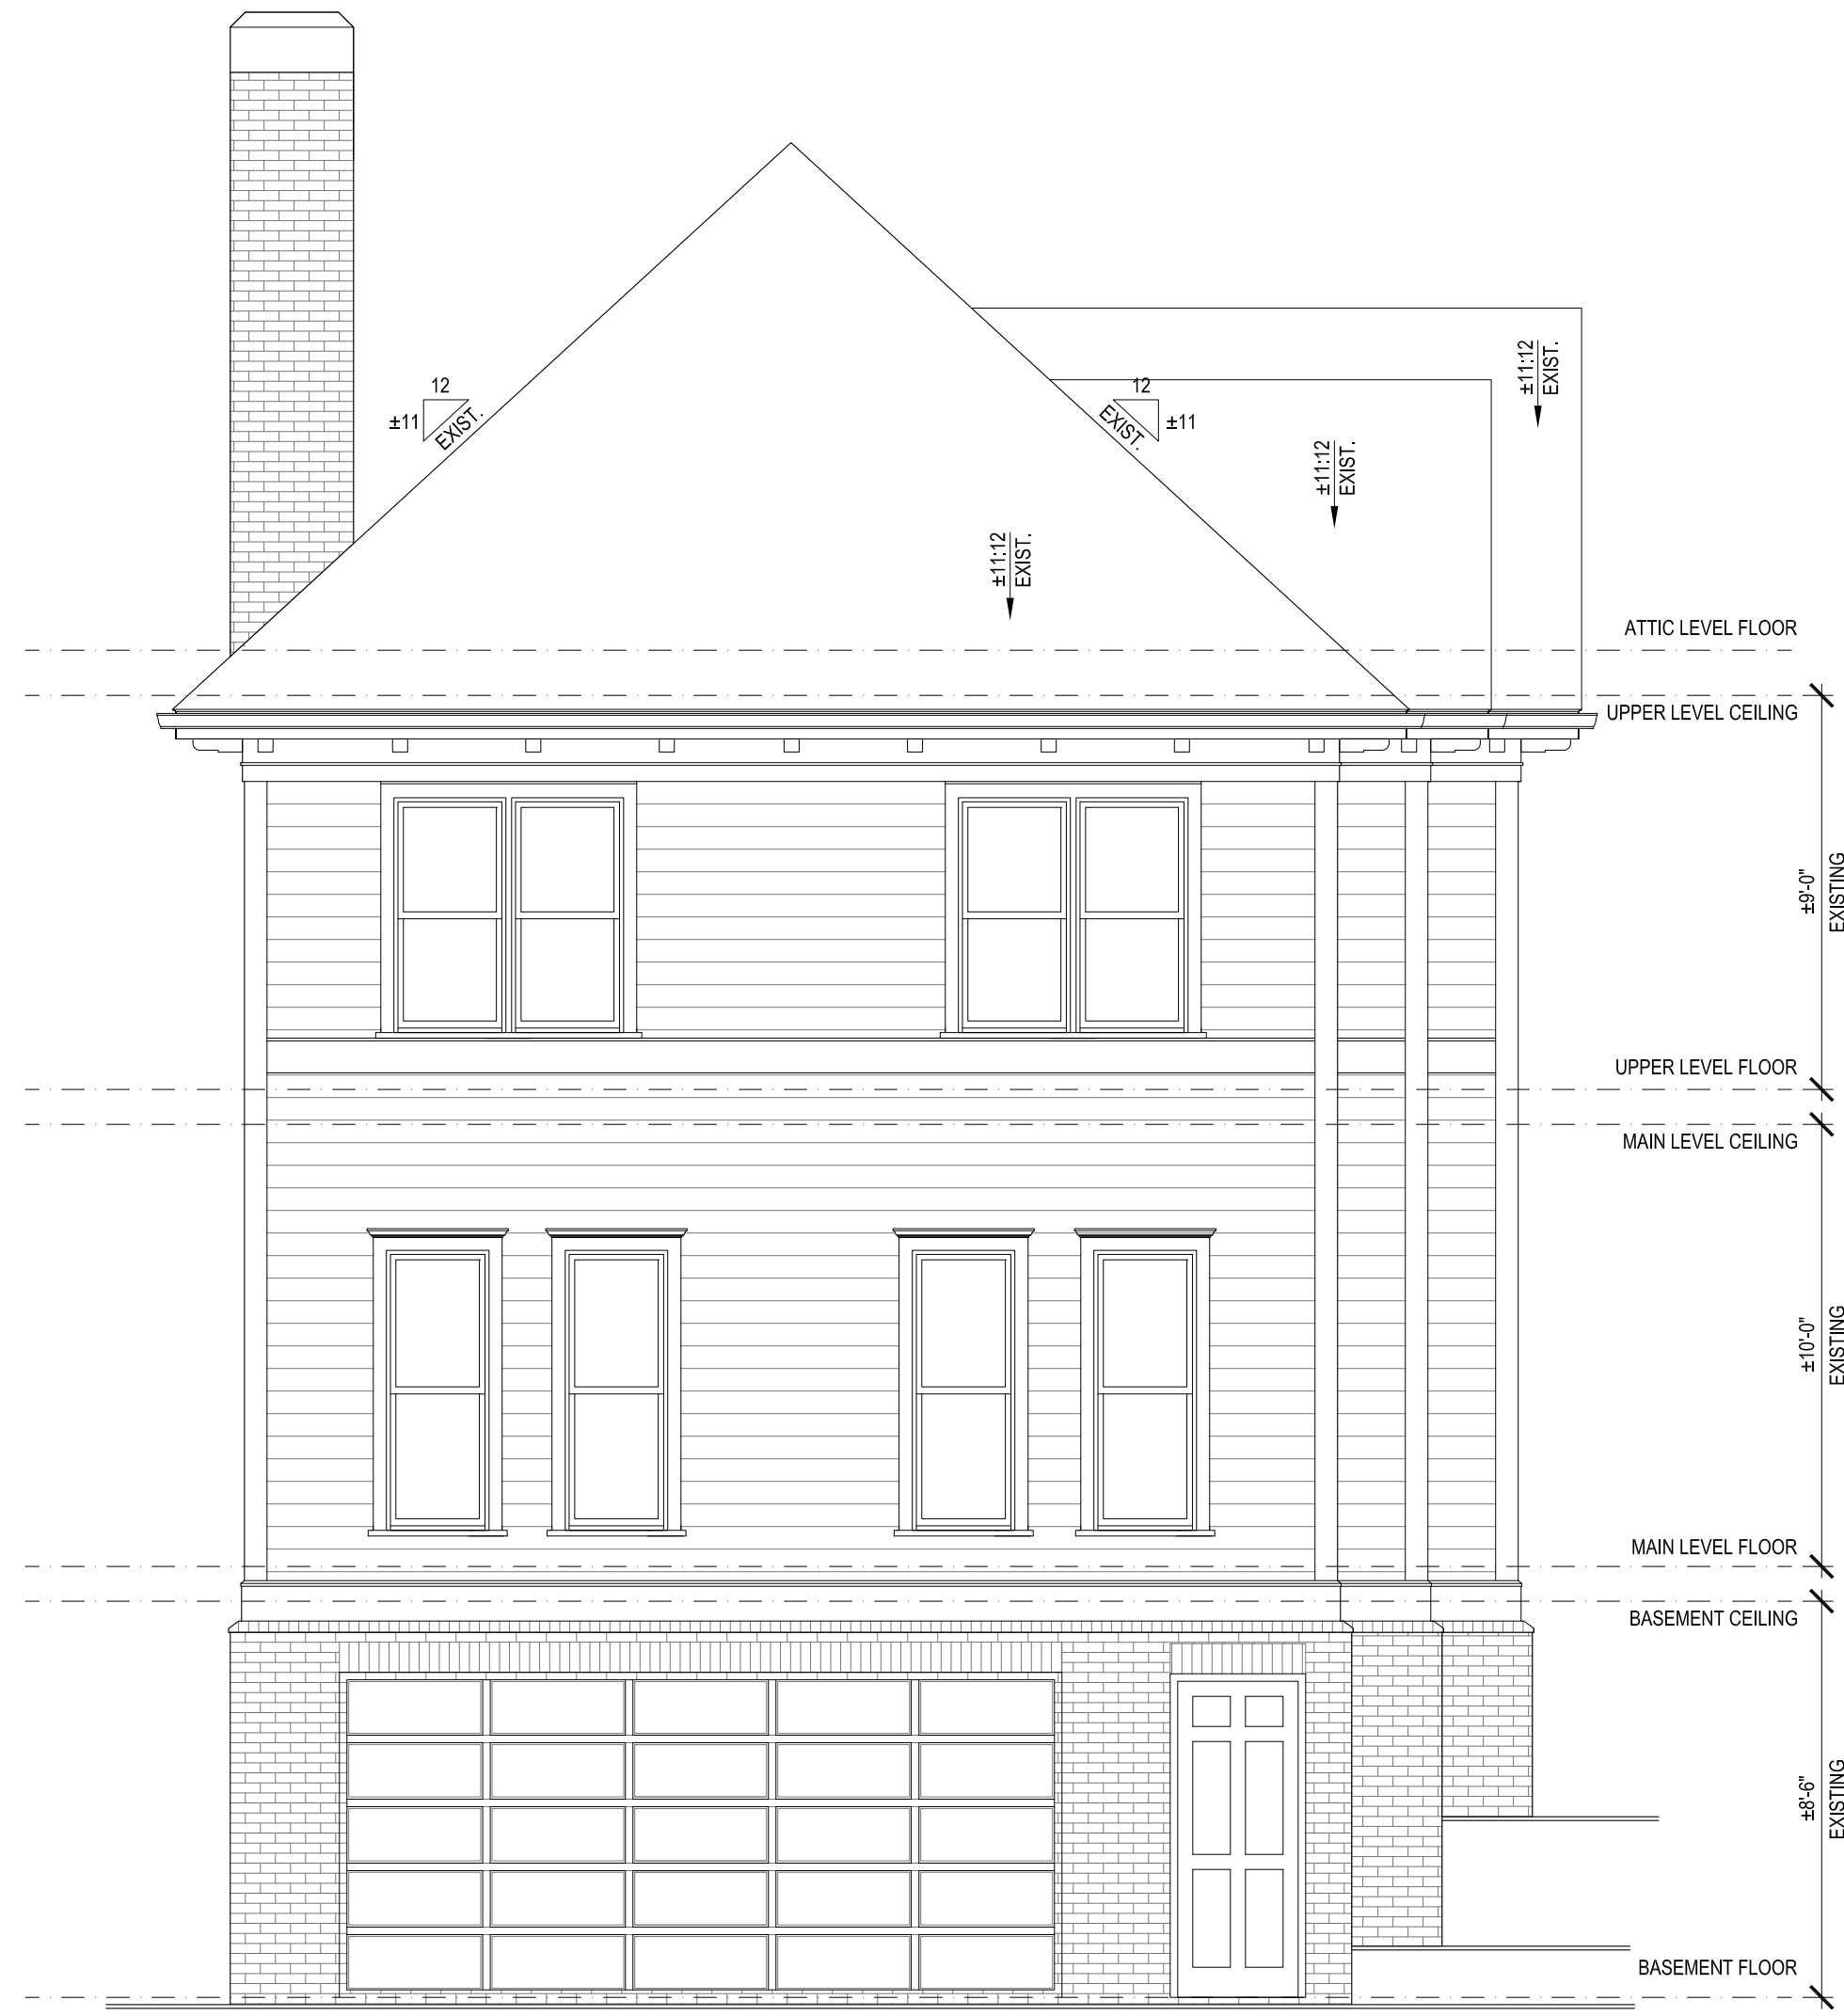 ±11:12
EXIST.
12
±11
EXIST.
12
±11
EXIST.
±11:12
EXIST.
±11:12
EXIST.
ATTIC LEVEL FLOOR
UPPER LEVEL CEILING
±9'-0"
EXISTING
UPPER LEVEL FLOOR
MAIN LEVEL CEILING
±10'-0"
EXISTING
MAIN LEVEL FLOOR
BASEMENT CEILING
±8'-6"
EXISTING
BASEMENT FLOOR